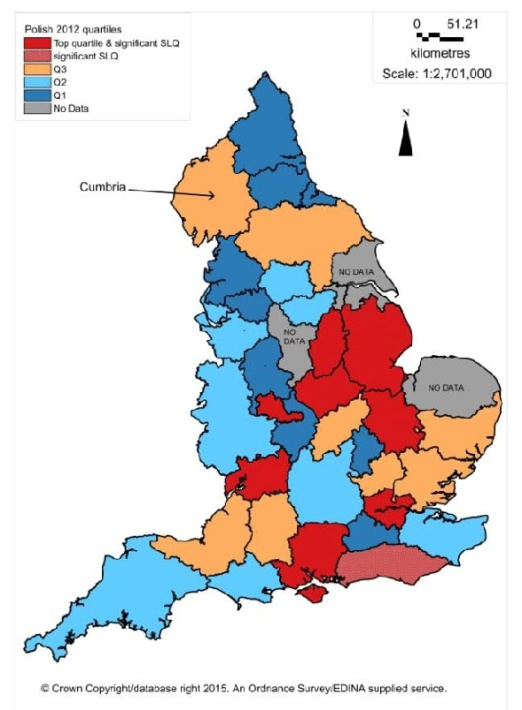 Polish 2012 quartiles
Top quartile & significant SLQ
significant SLQ
Q3
Q2
Q1
No Data
0 51.21
kilometres
Scale: 1:2,701,000
N
Cumbria
NO DATA
NO
DATA
NO DATA
© Crown Copyright/database right 2015. An Ordnance Survey/EDINA supplied service.